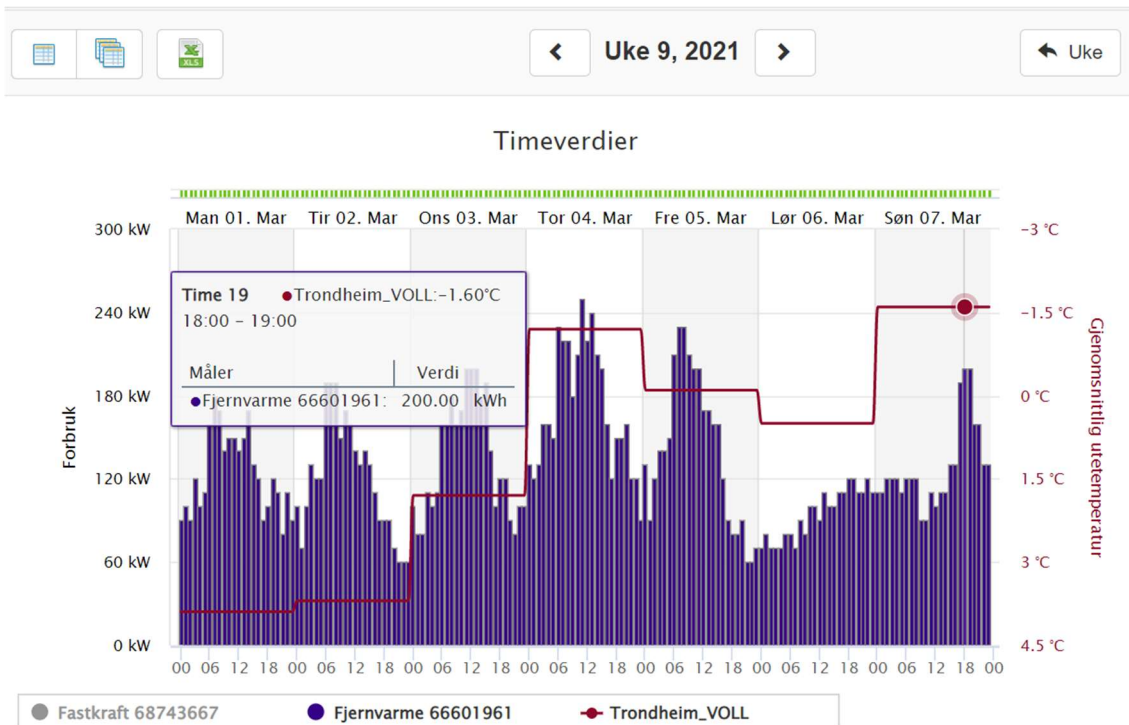 XLS
Uke 9, 2021
Uke
Timeverdier
Man 01. Mar Tir 02. Mar Ons 03. Mar Tor 04. Mar Fre 05. Mar Lør 06. Mar Søn 07. Mar
300 kW
240 kW
180 kW
120 kW
60 kW
0 kW
Forbruk
Time 19 Trondheim_VOLL:-1.60°C
18:00 - 19:00
Måler Verdi
Fjernvarme 66601961: 200.00 kWh
-3 °C
-1.5 °C
0 °C
1.5 °C
3 °C
4.5 °C
Gjenomsnittlig utetemperatur
00 06 12 18 00 06 12 18 00 06 12 18 00 06 12 18 00 06 12 18 00 06 12 18 00 06 12 18 00
Fastkraft 68743667 Fjernvarme 66601961 Trondheim_VOLL